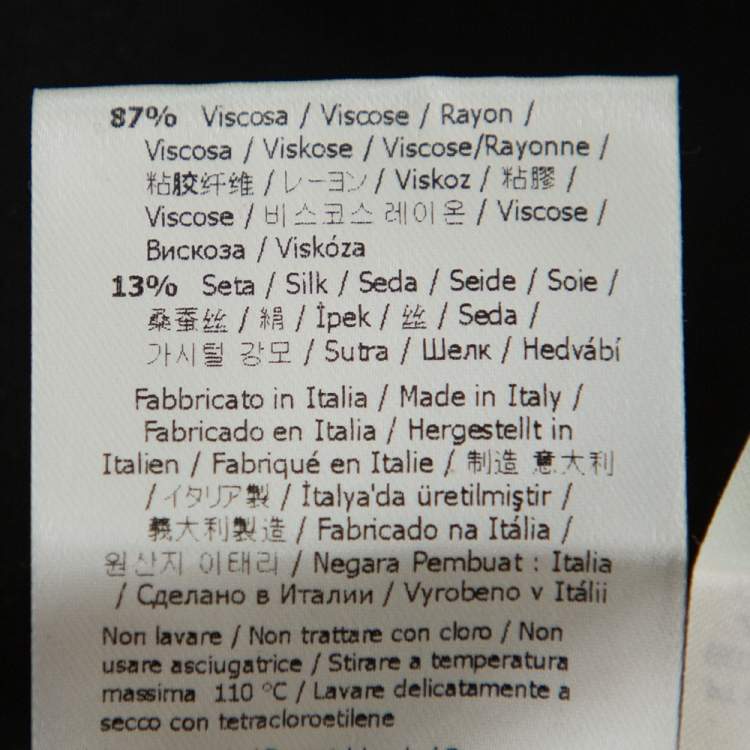 87% Viscosa / Viscose / Rayon /
Viscosa / Viskose / Viscose/Rayonne /
粘胶纤维 / レーヨン / Viskoz / 粘膠 /
Viscose / 비스코스 레이온 / Viscose /
Вискоза / Viskóza
13% Seta / Silk / Seda / Seide / Soie /
桑蚕丝 / 絹 / İpek / 丝 / Seda /
가시털 강모 / Sutra / Шелк / Hedvábí
Fabbricato in Italia / Made in Italy /
Fabricado en Italia / Hergestellt in
Italien / Fabriqué en Italie / 制造 意大利
/ イタリア製 / İtalya'da üretilmiştir /
義大利製造 / Fabricado na Itália /
원산지 이태리 / Negara Pembuat : Italia
/ Сделано в Италии / Vyrobeno v Itálii
Non lavare / Non trattare con cloro / Non
usare asciugatrice / Stirare a temperatura
massima 110 °C / Lavare delicatamente a
secco con tetracloroetilene